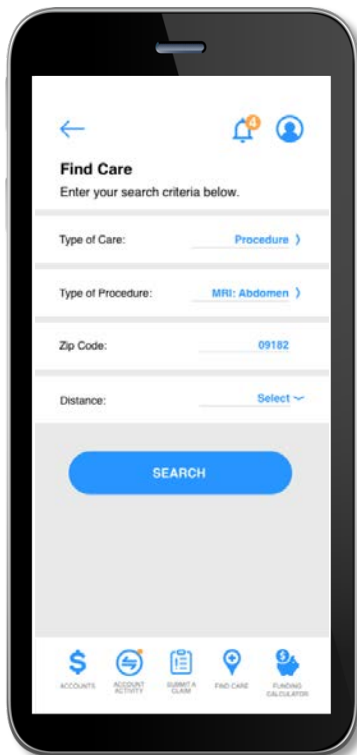 4
Find Care
Enter your search criteria below.
Type of Care: Procedure
Type of Procedure: MRI: Abdomen
Zip Code: 09182
Distance: Select
SEARCH
$ $
ACCOUNTS ACCOUNT SUBMIT A FIND CARE FUNDING
ACTIVITY CLAIM CALCULATOR